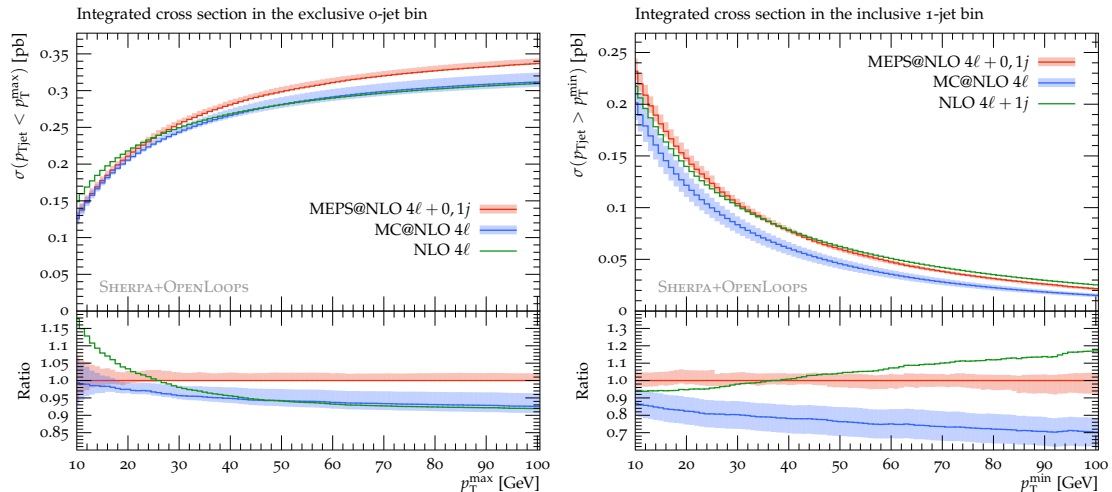 Integrated cross section in the exclusive 0-jet bin
σ(p_Tjet < p_T^max) [pb]
0.35
0.3
0.25
0.2
0.15
0.1
0.05
0
MEPS@NLO 4ℓ + 0, 1j
MC@NLO 4ℓ
NLO 4ℓ
SHERPA+OPENLOOPS
Ratio
1.15
1.1
1.05
1.0
0.95
0.9
0.85
10 20 30 40 50 60 70 80 90 100
p_T^max [GeV]
Integrated cross section in the inclusive 1-jet bin
σ(p_Tjet > p_T^min) [pb]
0.25
0.2
0.15
0.1
0.05
0
MEPS@NLO 4ℓ + 0, 1j
MC@NLO 4ℓ
NLO 4ℓ + 1j
SHERPA+OPENLOOPS
Ratio
1.3
1.2
1.1
1.0
0.9
0.8
0.7
10 20 30 40 50 60 70 80 90 100
p_T^min [GeV]